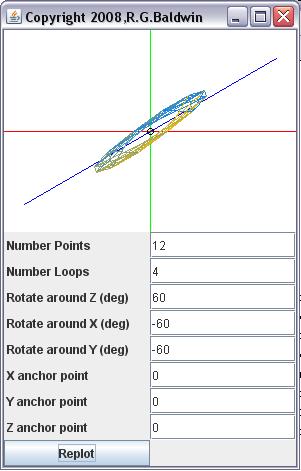 Copyright 2008,R.G.Baldwin
Number Points 12
Number Loops 4
Rotate around Z (deg) 60
Rotate around X (deg) -60
Rotate around Y (deg) -60
X anchor point 0
Y anchor point 0
Z anchor point 0
Replot